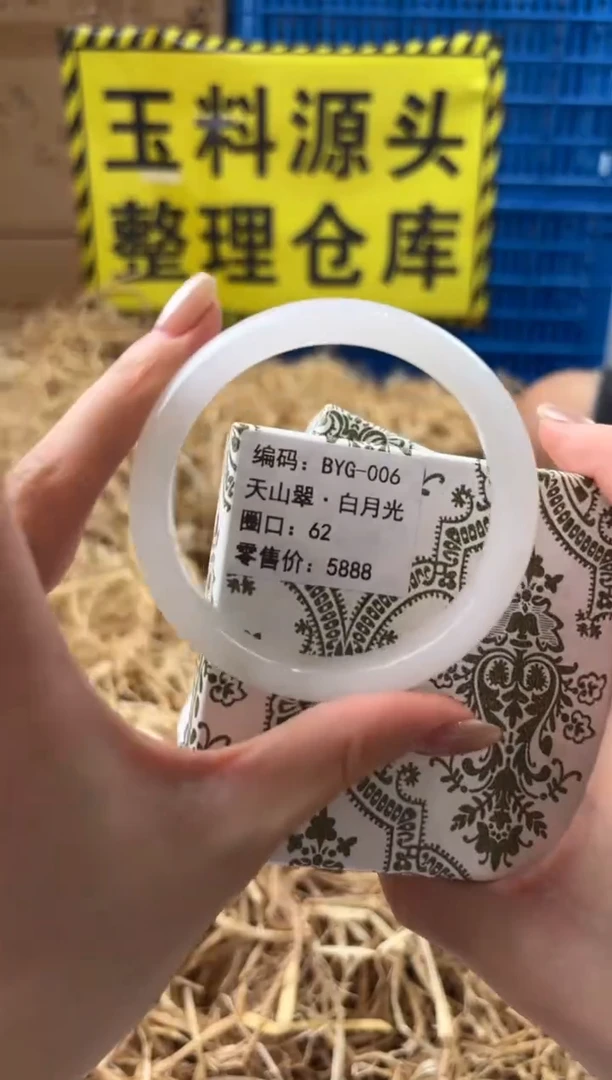 玉料源头
整理仓库
编码：BYG-006
天山翠·白月光
圈口：62
零售价：5888